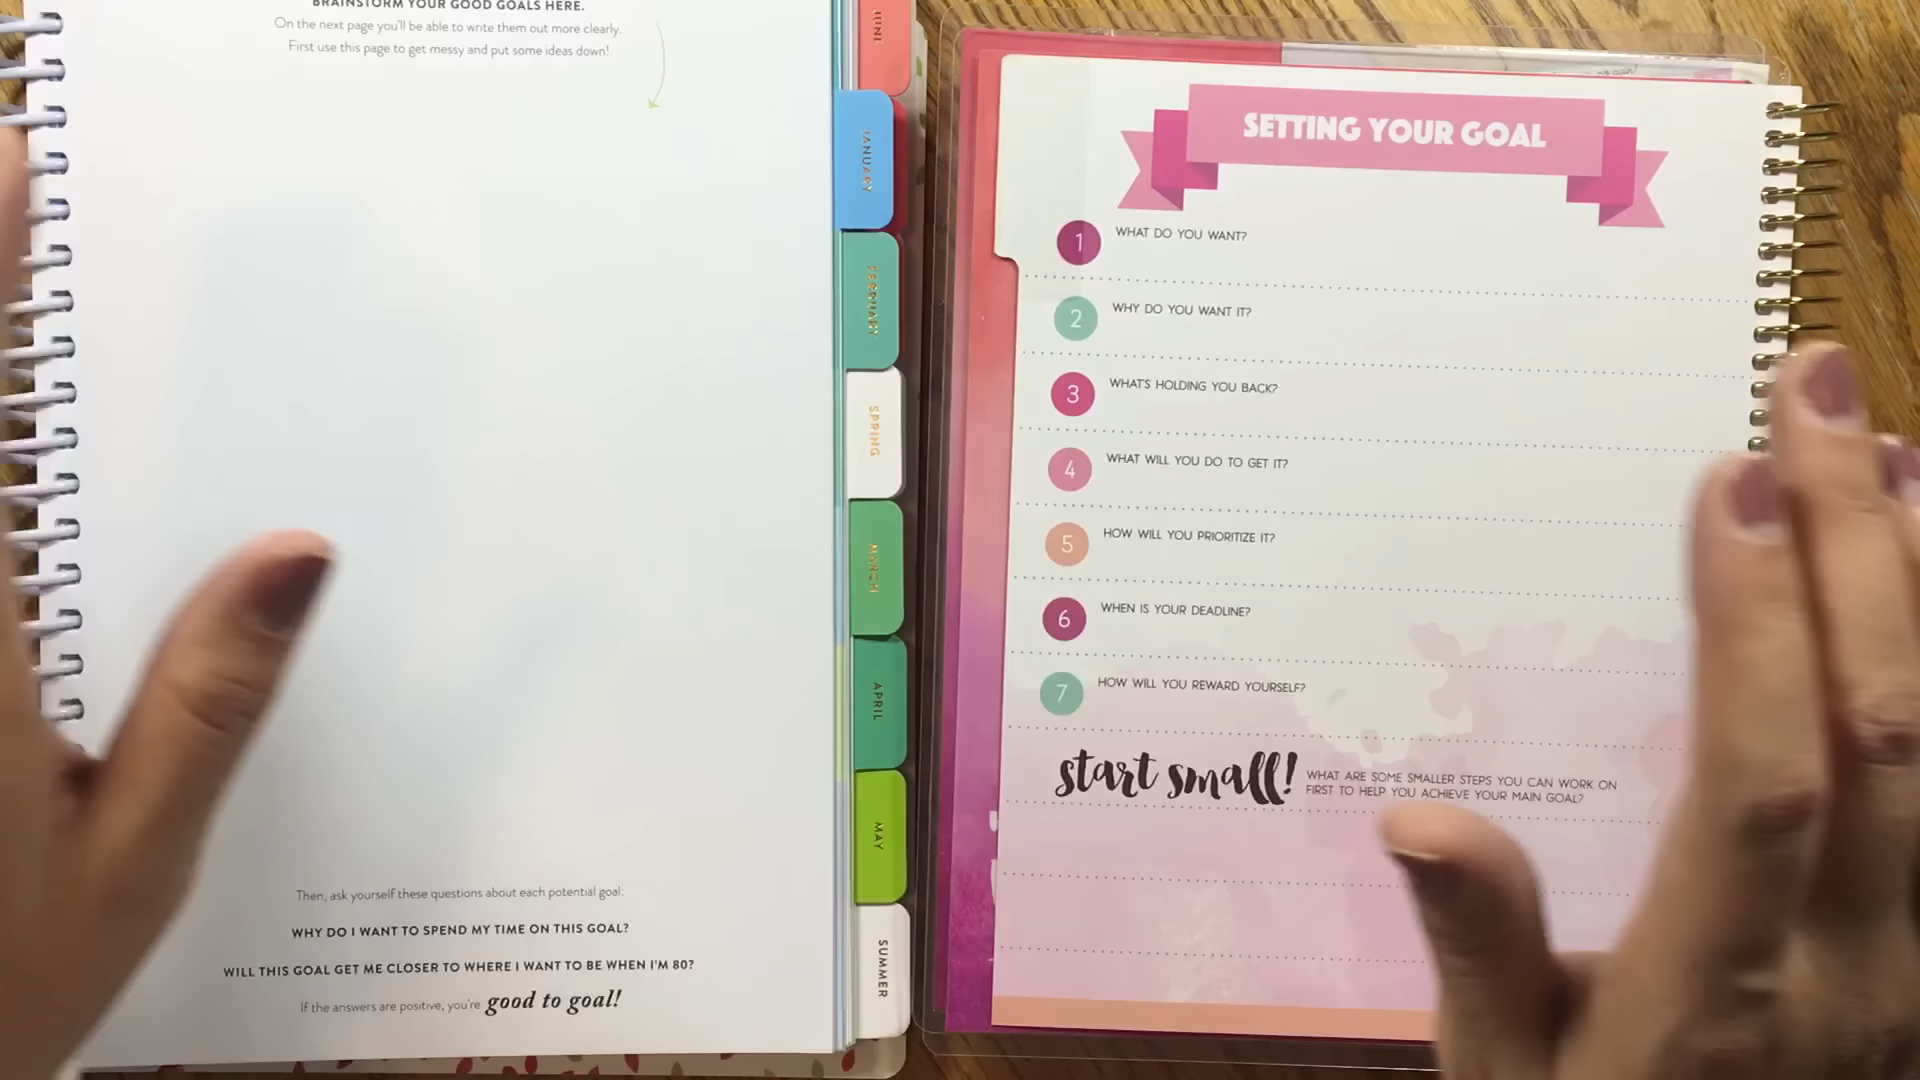 BRAINSTORM YOUR GOOD GOALS HERE.
On the next page you'll be able to write them out more clearly.
First use this page to get messy and put some ideas down!
Then, ask yourself these questions about each potential goal:
WHY DO I WANT TO SPEND MY TIME ON THIS GOAL?
WILL THIS GOAL GET ME CLOSER TO WHERE I WANT TO BE WHEN I'M 80?
If the answers are positive, you're good to goal!
JUNE
JANUARY
FEBRUARY
SPRING
MARCH
APRIL
MAY
SUMMER
SETTING YOUR GOAL
1 WHAT DO YOU WANT?
2 WHY DO YOU WANT IT?
3 WHAT'S HOLDING YOU BACK?
4 WHAT WILL YOU DO TO GET IT?
5 HOW WILL YOU PRIORITIZE IT?
6 WHEN IS YOUR DEADLINE?
7 HOW WILL YOU REWARD YOURSELF?
start small! WHAT ARE SOME SMALLER STEPS YOU CAN WORK ON
FIRST TO HELP YOU ACHIEVE YOUR MAIN GOAL?